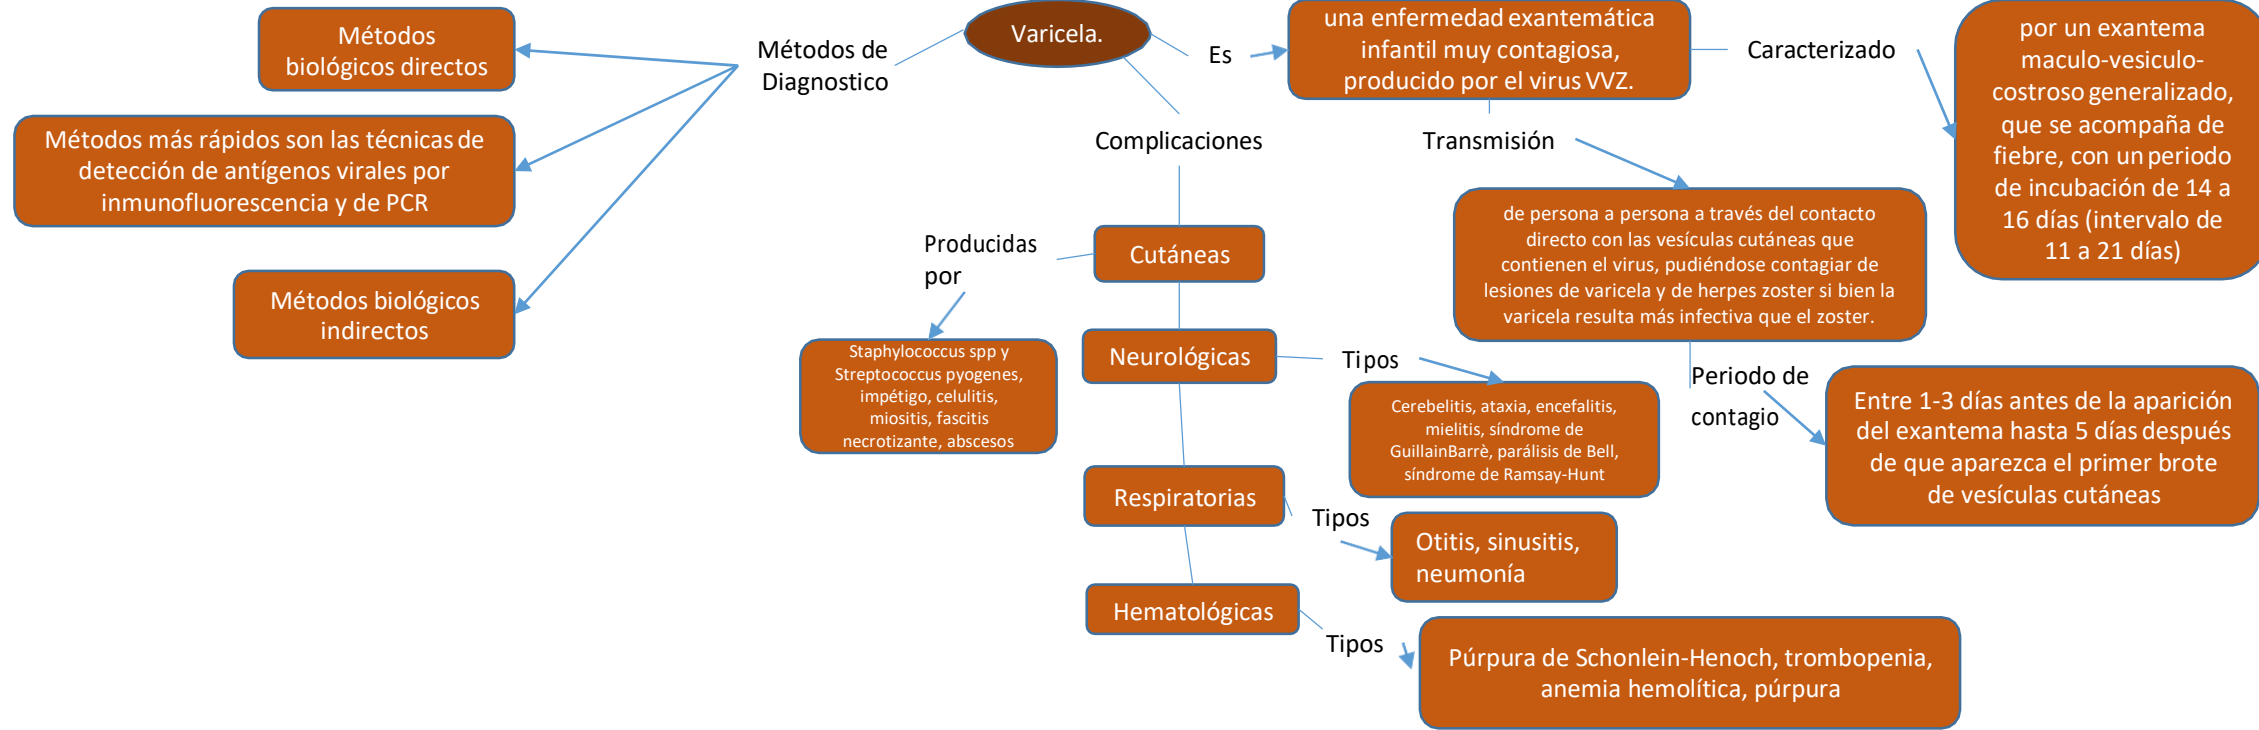 Varicela.
Métodos de
Diagnostico
Métodos
biológicos directos
Métodos más rápidos son las técnicas de
detección de antígenos virales por
inmunofluorescencia y de PCR
Métodos biológicos
indirectos
Es
una enfermedad exantemática
infantil muy contagiosa,
producido por el virus VVZ.
Caracterizado
por un exantema
maculo-vesiculo-
costroso generalizado,
que se acompaña de
fiebre, con un periodo
de incubación de 14 a
16 días (intervalo de
11 a 21 días)
Transmisión
de persona a persona a través del contacto
directo con las vesículas cutáneas que
contienen el virus, pudiéndose contagiar de
lesiones de varicela y de herpes zoster si bien la
varicela resulta más infectiva que el zoster.
Periodo de
contagio
Entre 1-3 días antes de la aparición
del exantema hasta 5 días después
de que aparezca el primer brote
de vesículas cutáneas
Complicaciones
Cutáneas
Producidas
por
Staphylococcus spp y
Streptococcus pyogenes,
impétigo, celulitis,
miositis, fascitis
necrotizante, abscesos
Neurológicas
Tipos
Cerebelitis, ataxia, encefalitis,
mielitis, síndrome de
GuillainBarrè, parálisis de Bell,
síndrome de Ramsay-Hunt
Respiratorias
Tipos
Otitis, sinusitis,
neumonía
Hematológicas
Tipos
Púrpura de Schonlein-Henoch, trombopenia,
anemia hemolítica, púrpura